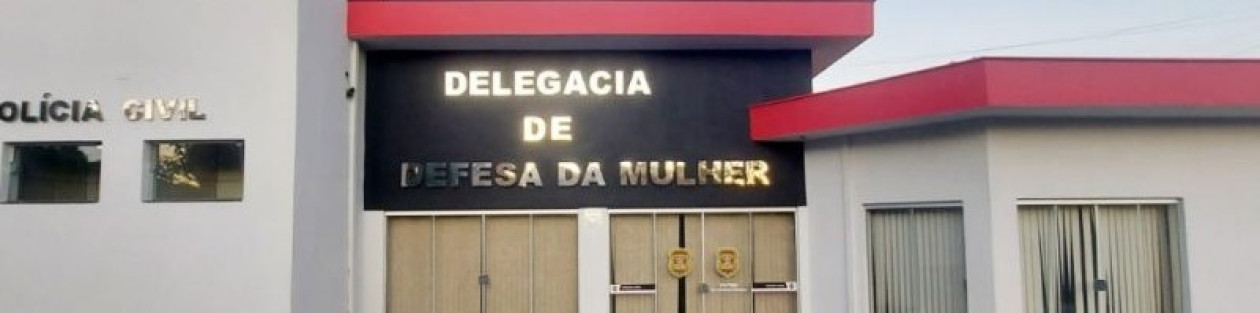 OLÍCIA CIVIL
DELEGACIA
DE
DEFESA DA MULHER